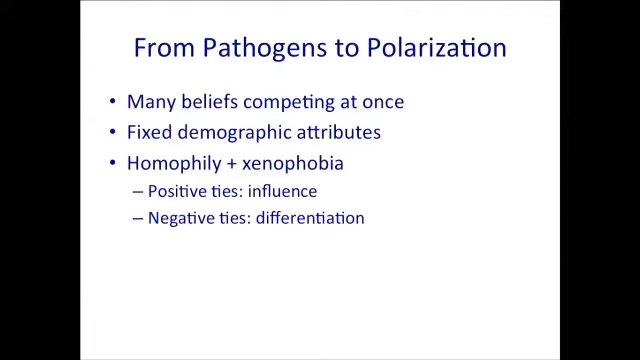 From Pathogens to Polarization
• Many beliefs competing at once
• Fixed demographic attributes
• Homophily + xenophobia
– Positive ties: influence
– Negative ties: differentiation